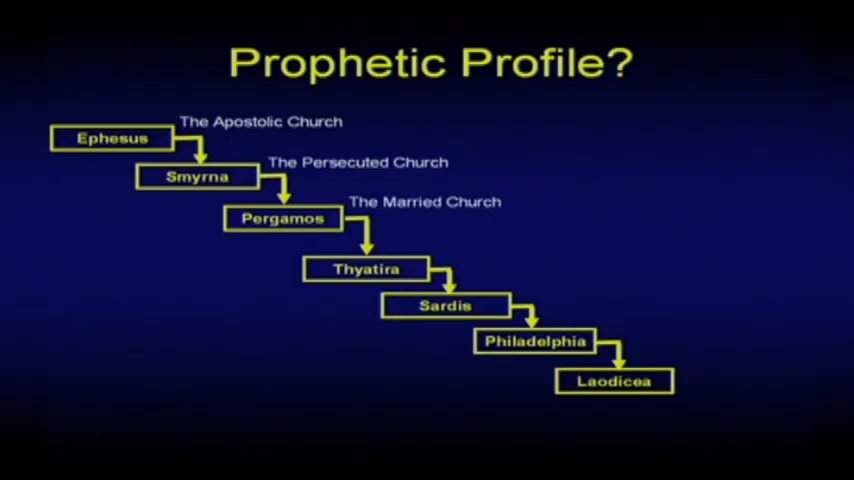 Prophetic Profile?
The Apostolic Church
Ephesus
The Persecuted Church
Smyrna
The Married Church
Pergamos
Thyatira
Sardis
Philadelphia
Laodicea